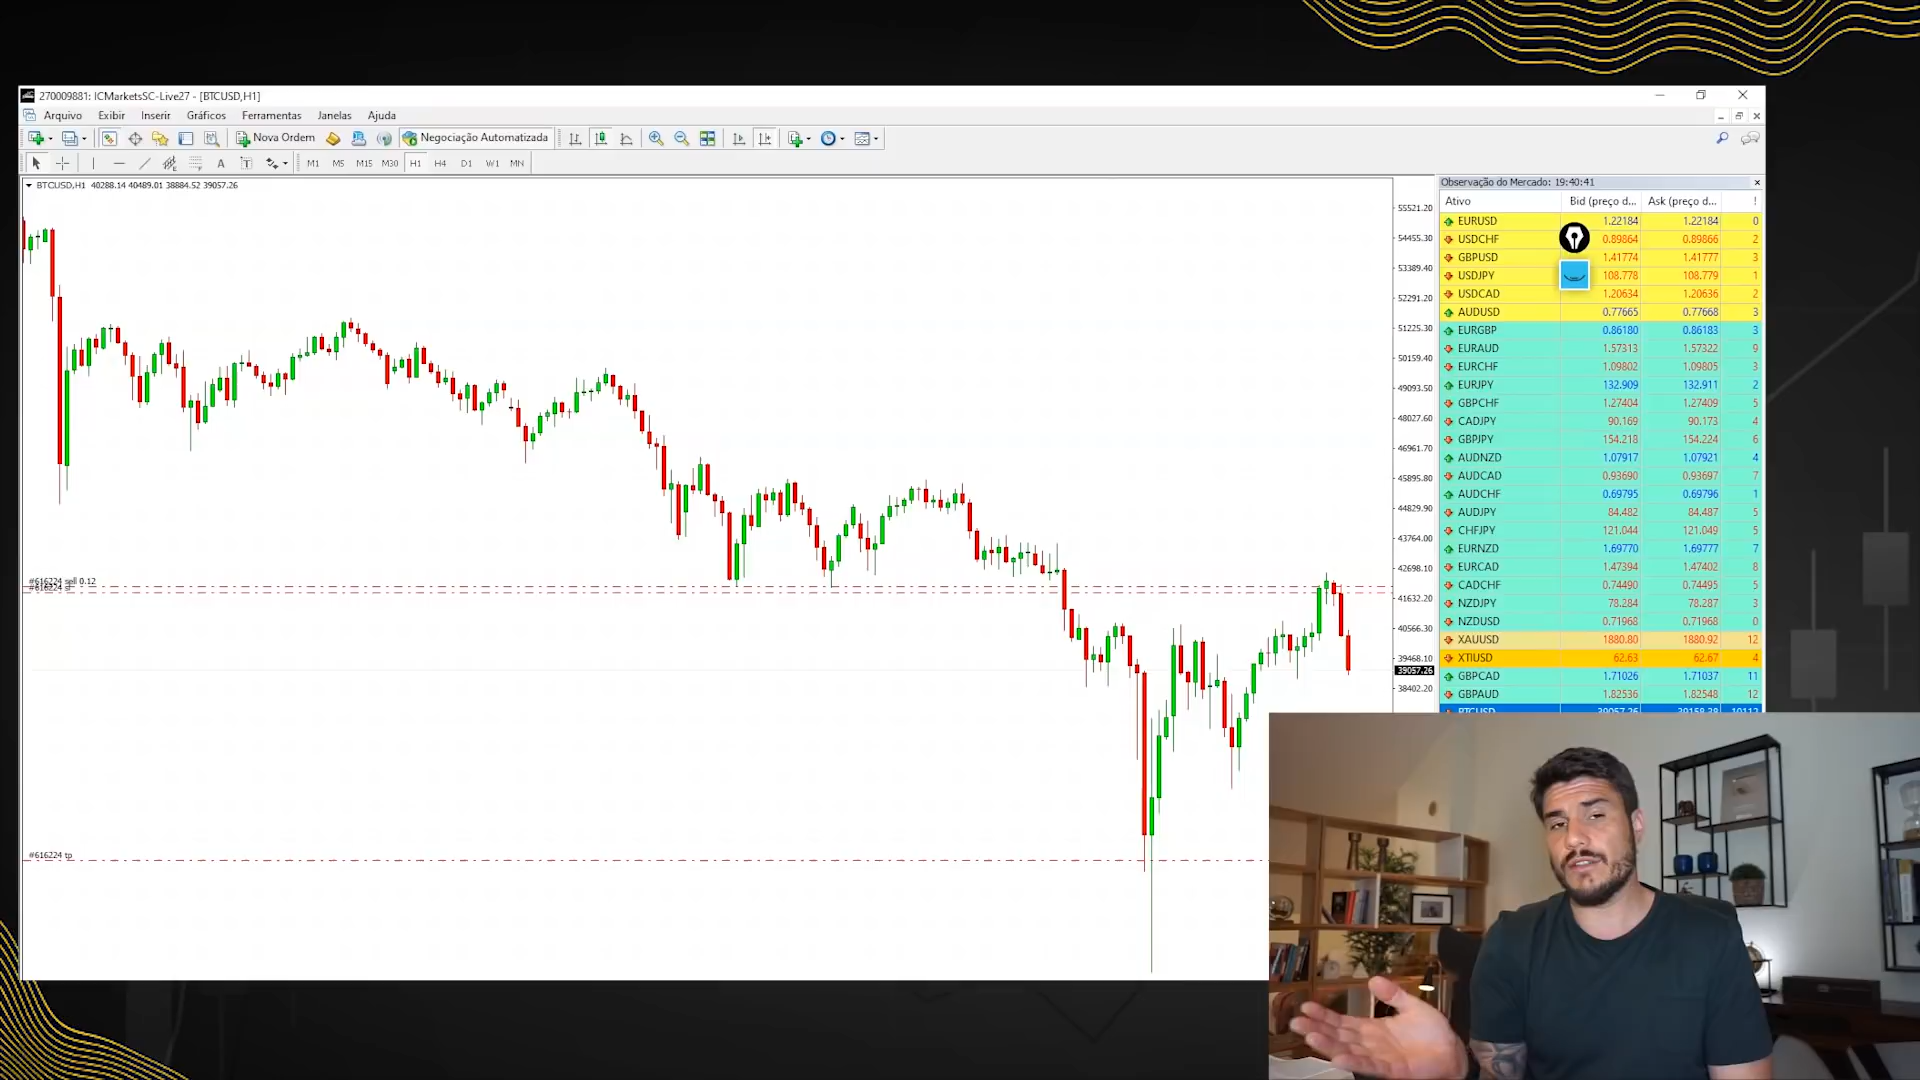 270009881: ICMarketsSC-Live27 - [BTCUSD,H1]
Arquivo Exibir Inserir Gráficos Ferramentas Janelas Ajuda
Nova Ordem Negociação Automatizada
A T M1 M5 M15 M30 H1 H4 D1 W1 MN
BTCUSD,H1 40288.14 40489.01 38884.52 39057.26
55521.20
54455.30
53389.40
52291.20
51225.30
50159.40
49093.50
48027.60
46961.70
45895.80
44829.90
43764.00
42698.10
41632.20
40566.30
39468.10
39057.26
38402.20
#616224 sell 0.12
#616224 sl
#616224 tp
Observação do Mercado: 19:40:41
Ativo Bid (preço d... Ask (preço d... !
EURUSD 1.22184 1.22184 0
USDCHF 0.89864 0.89866 2
GBPUSD 1.41774 1.41777 3
USDJPY 108.778 108.779 1
USDCAD 1.20634 1.20636 2
AUDUSD 0.77665 0.77668 3
EURGBP 0.86180 0.86183 3
EURAUD 1.57313 1.57322 9
EURCHF 1.09802 1.09805 3
EURJPY 132.909 132.911 2
GBPCHF 1.27404 1.27409 5
CADJPY 90.169 90.173 4
GBPJPY 154.218 154.224 6
AUDNZD 1.07917 1.07921 4
AUDCAD 0.93690 0.93697 7
AUDCHF 0.69795 0.69796 1
AUDJPY 84.482 84.487 5
CHFJPY 121.044 121.049 5
EURNZD 1.69770 1.69777 7
EURCAD 1.47394 1.47402 8
CADCHF 0.74490 0.74495 5
NZDJPY 78.284 78.287 3
NZDUSD 0.71968 0.71968 0
XAUUSD 1880.80 1880.92 12
XTIUSD 62.63 62.67 4
GBPCAD 1.71026 1.71037 11
GBPAUD 1.82536 1.82548 12
BTCUSD 39057.26 39158.38 10112